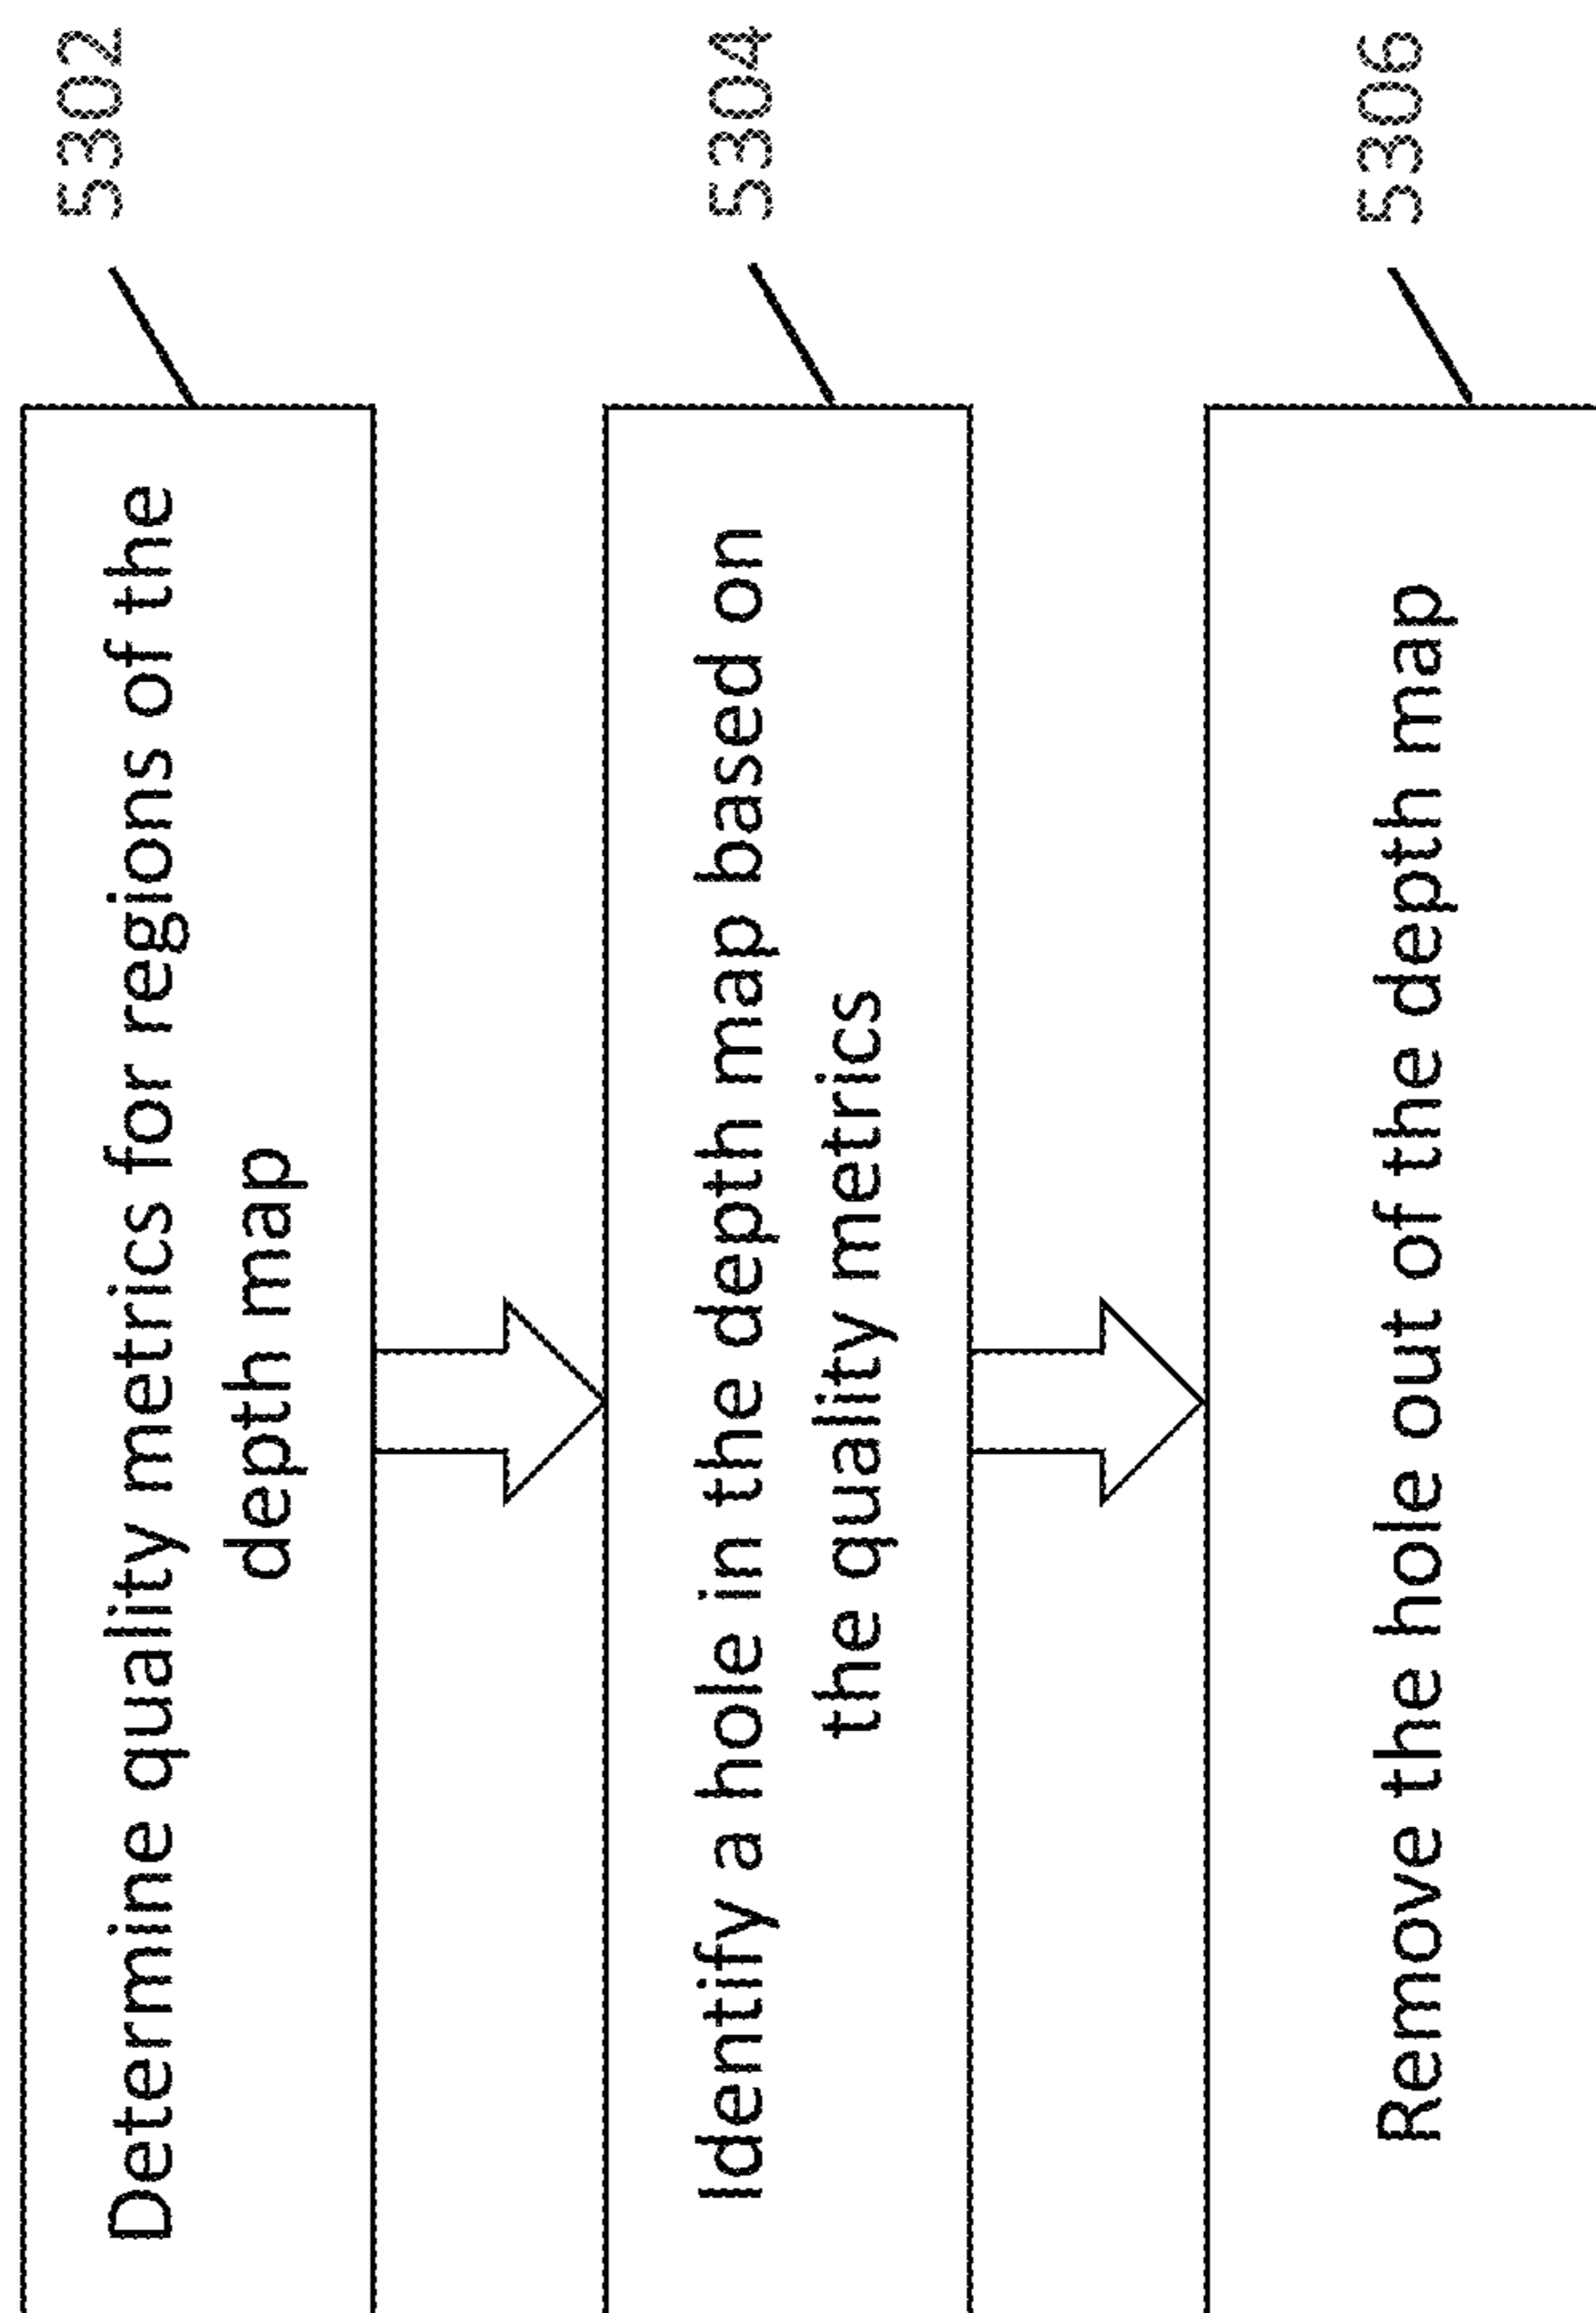 Determine quality metrics for regions of the
depth map
5302
Identify a hole in the depth map based on
the quality metrics
5304
Remove the hole out of the depth map
5306